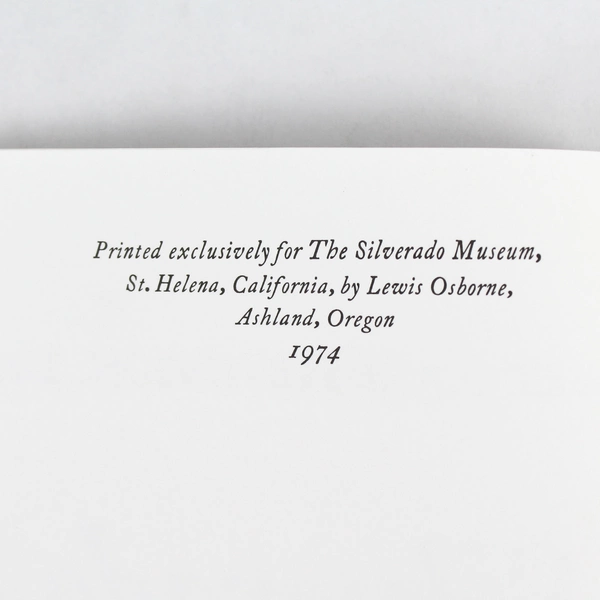 Printed exclusively for The Silverado Museum,
St. Helena, California, by Lewis Osborne,
Ashland, Oregon
1974